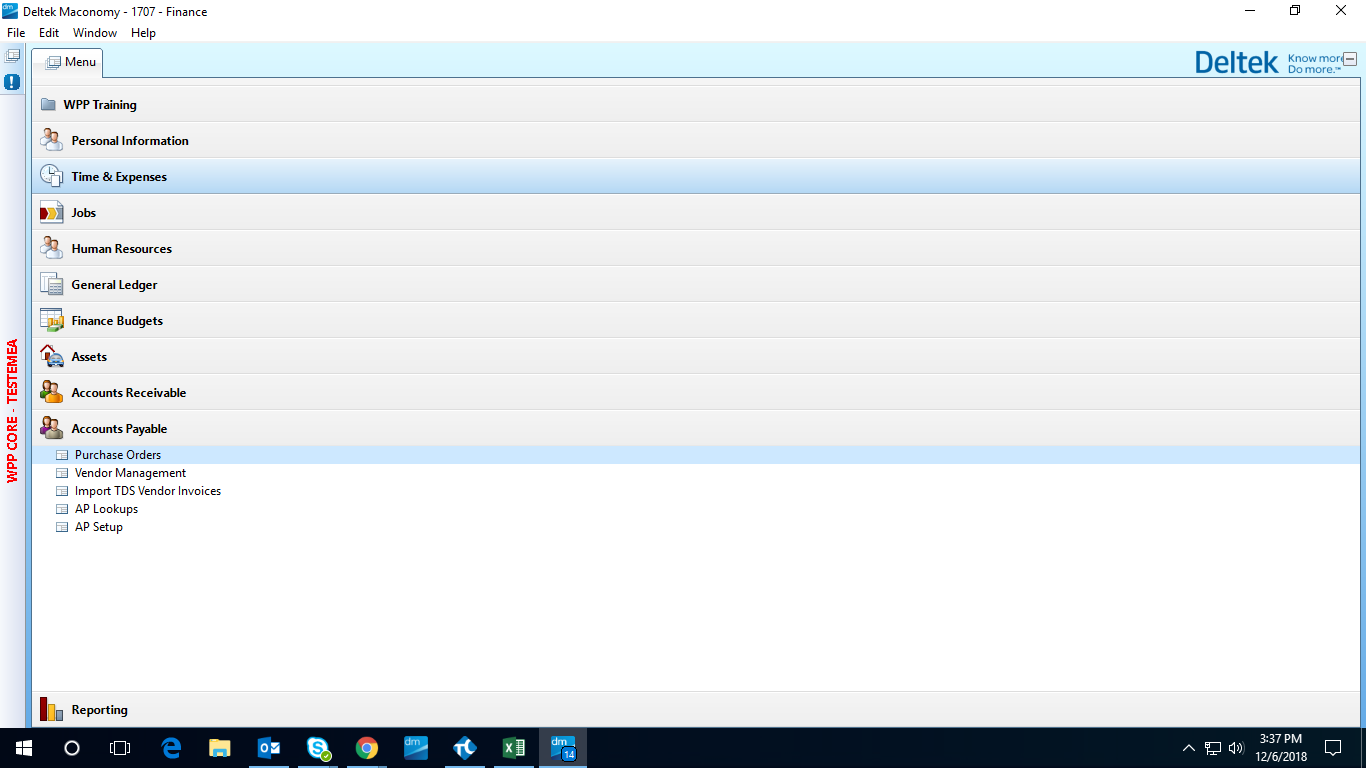 Deltek Maconomy - 1707 - Finance
File Edit Window Help
Menu
Deltek Know more
Do more.™
WPP Training
Personal Information
Time & Expenses
Jobs
Human Resources
General Ledger
Finance Budgets
Assets
Accounts Receivable
Accounts Payable
Purchase Orders
Vendor Management
Import TDS Vendor Invoices
AP Lookups
AP Setup
Reporting
WPP CORE - TESTEMEA
dm
14
3:37 PM
12/6/2018